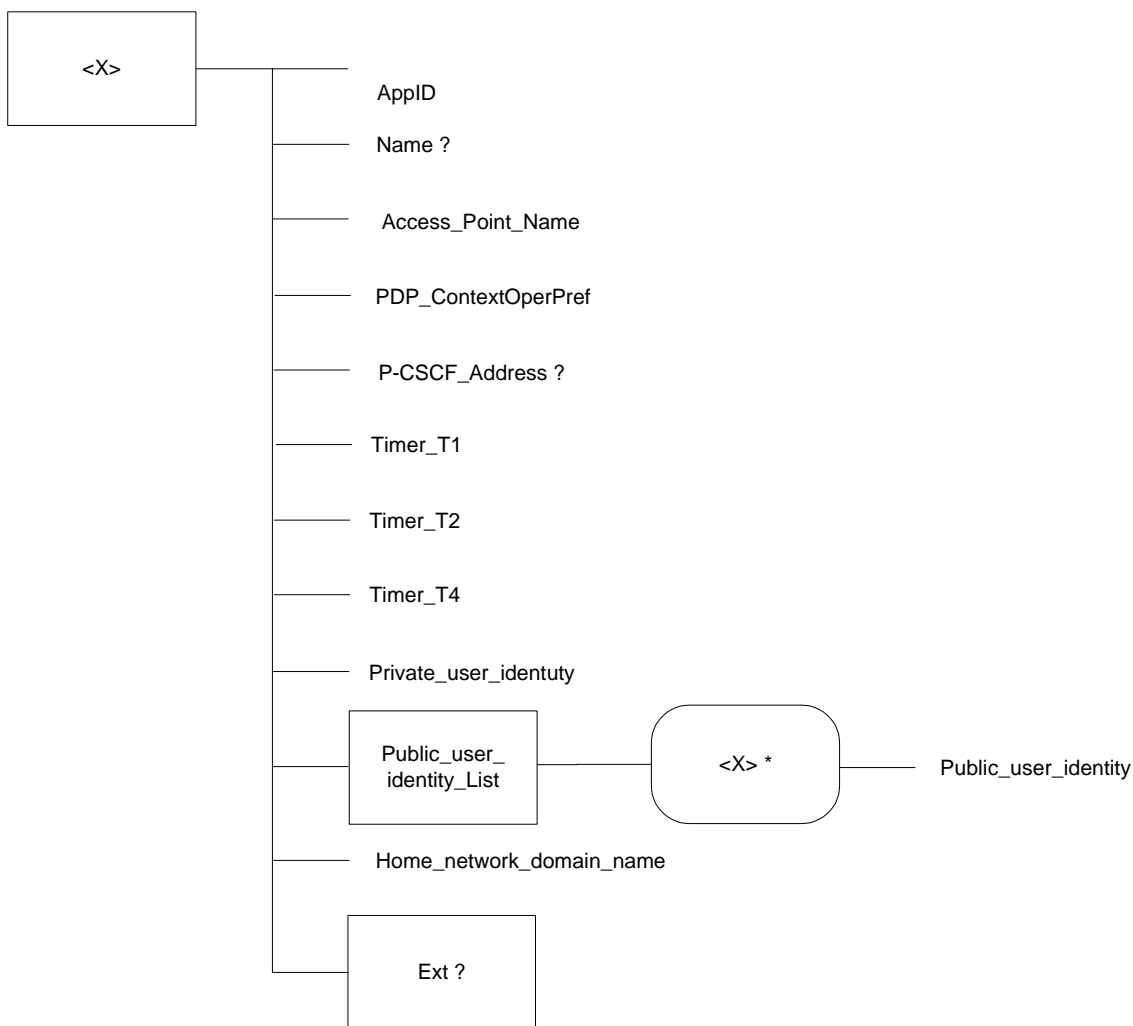 <X>
AppID
Name ?
Access_Point_Name
PDP_ContextOperPref
P-CSCF_Address ?
Timer_T1
Timer_T2
Timer_T4
Private_user_identuty
Public_user_
identity_List
<X> *
Public_user_identity
Home_network_domain_name
Ext ?